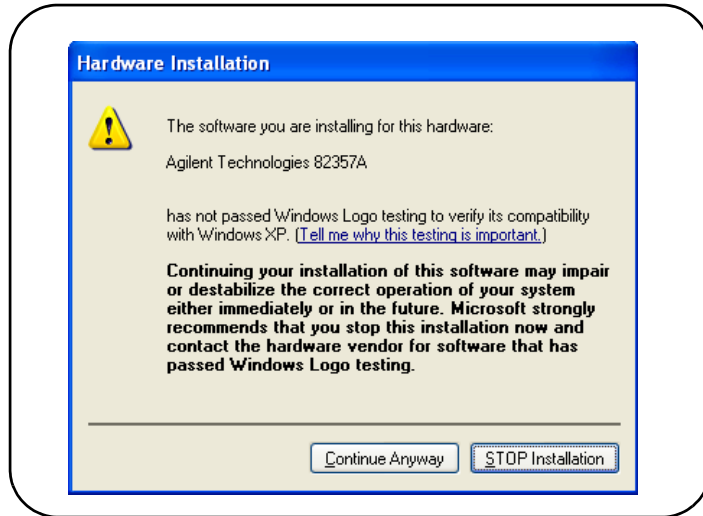 Hardware Installation
The software you are installing for this hardware:
Agilent Technologies 82357A
has not passed Windows Logo testing to verify its compatibility
with Windows XP. (Tell me why this testing is important.)
Continuing your installation of this software may impair
or destabilize the correct operation of your system
either immediately or in the future. Microsoft strongly
recommends that you stop this installation now and
contact the hardware vendor for software that has
passed Windows Logo testing.
Continue Anyway
STOP Installation